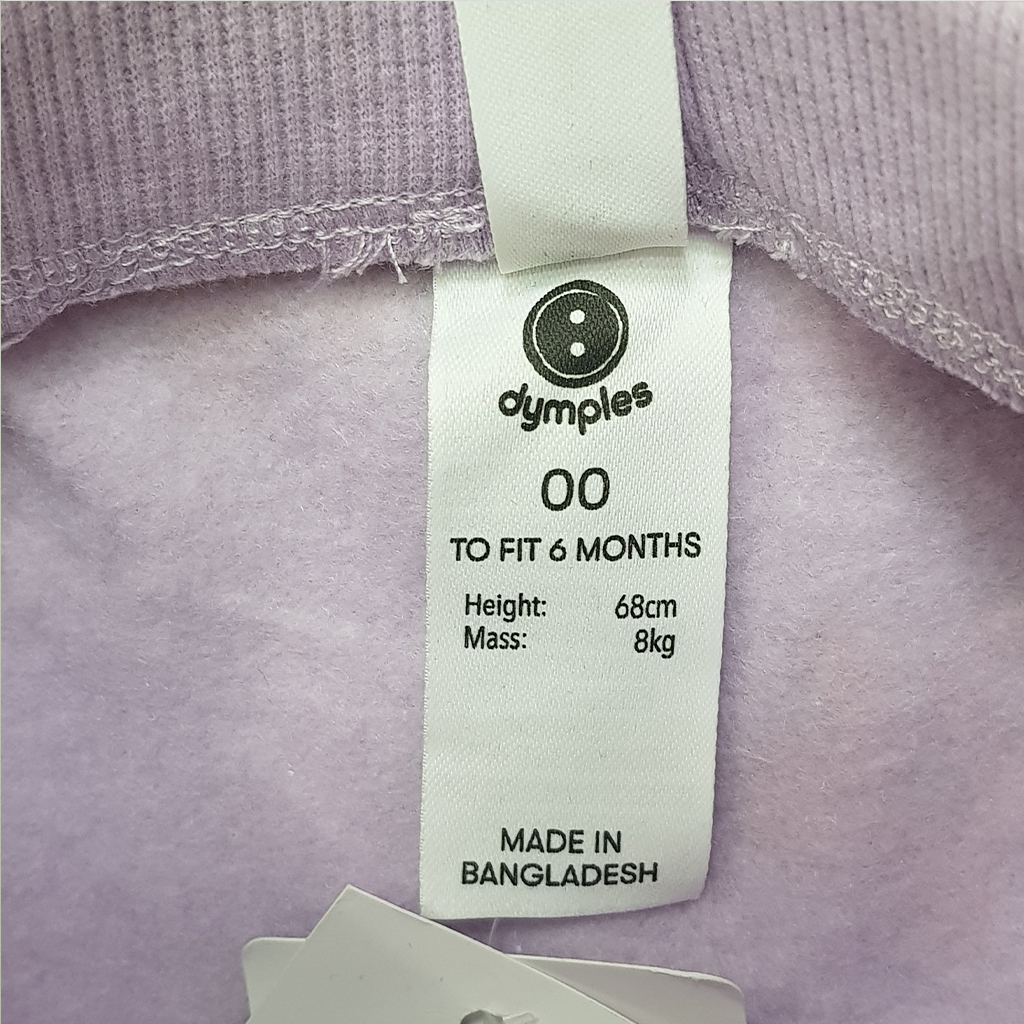 dymples
00
TO FIT 6 MONTHS
Height: 68cm
Mass: 8kg
MADE IN
BANGLADESH